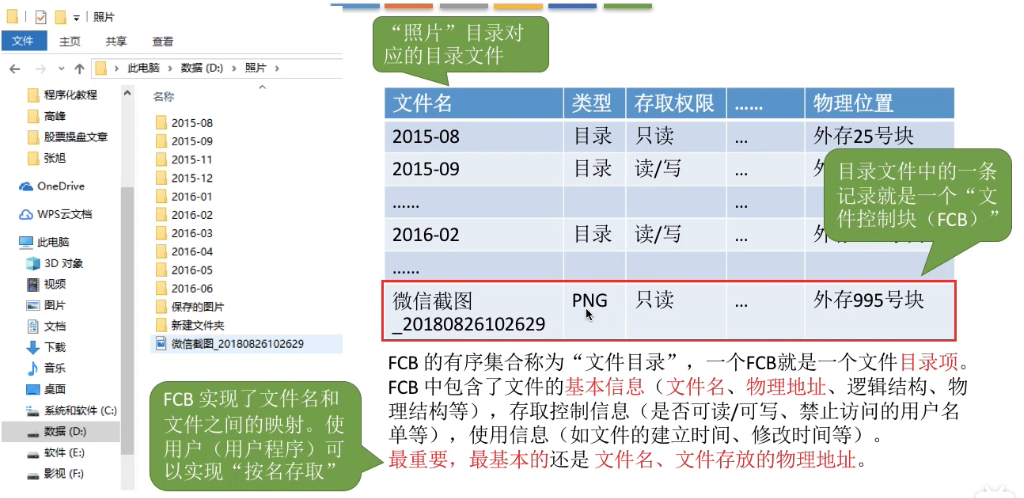 照片
文件
主页
共享
查看
此电脑 › 数据 (D:) › 照片 ›
程序化教程
高峰
股票操盘文章
张旭
OneDrive
WPS云文档
此电脑
3D 对象
视频
图片
文档
下载
音乐
桌面
系统和软件 (C:)
数据 (D:)
软件 (E:)
影视 (F:)
名称
2015-08
2015-09
2015-11
2015-12
2016-01
2016-02
2016-03
2016-04
2016-05
2016-06
保存的图片
新建文件夹
微信截图_20180826102629
“照片”目录对
应的目录文件
文件名 类型 存取权限 …… 物理位置
2015-08 目录 只读 ... 外存25号块
2015-09 目录 读/写 ...
…… ...
2016-02 目录 读/写 ...
……
微信截图 PNG 只读 ... 外存995号块
_20180826102629
目录文件中的一条
记录就是一个“文
件控制块（FCB）”
FCB 的有序集合称为“文件目录”，一个FCB就是一个文件目录项。
FCB 中包含了文件的基本信息（文件名、物理地址、逻辑结构、物
理结构等），存取控制信息（是否可读/可写、禁止访问的用户名
单等），使用信息（如文件的建立时间、修改时间等）。
最重要，最基本的还是 文件名、文件存放的物理地址。
FCB 实现了文件名和
文件之间的映射。使
用户（用户程序）可
以实现“按名存取”